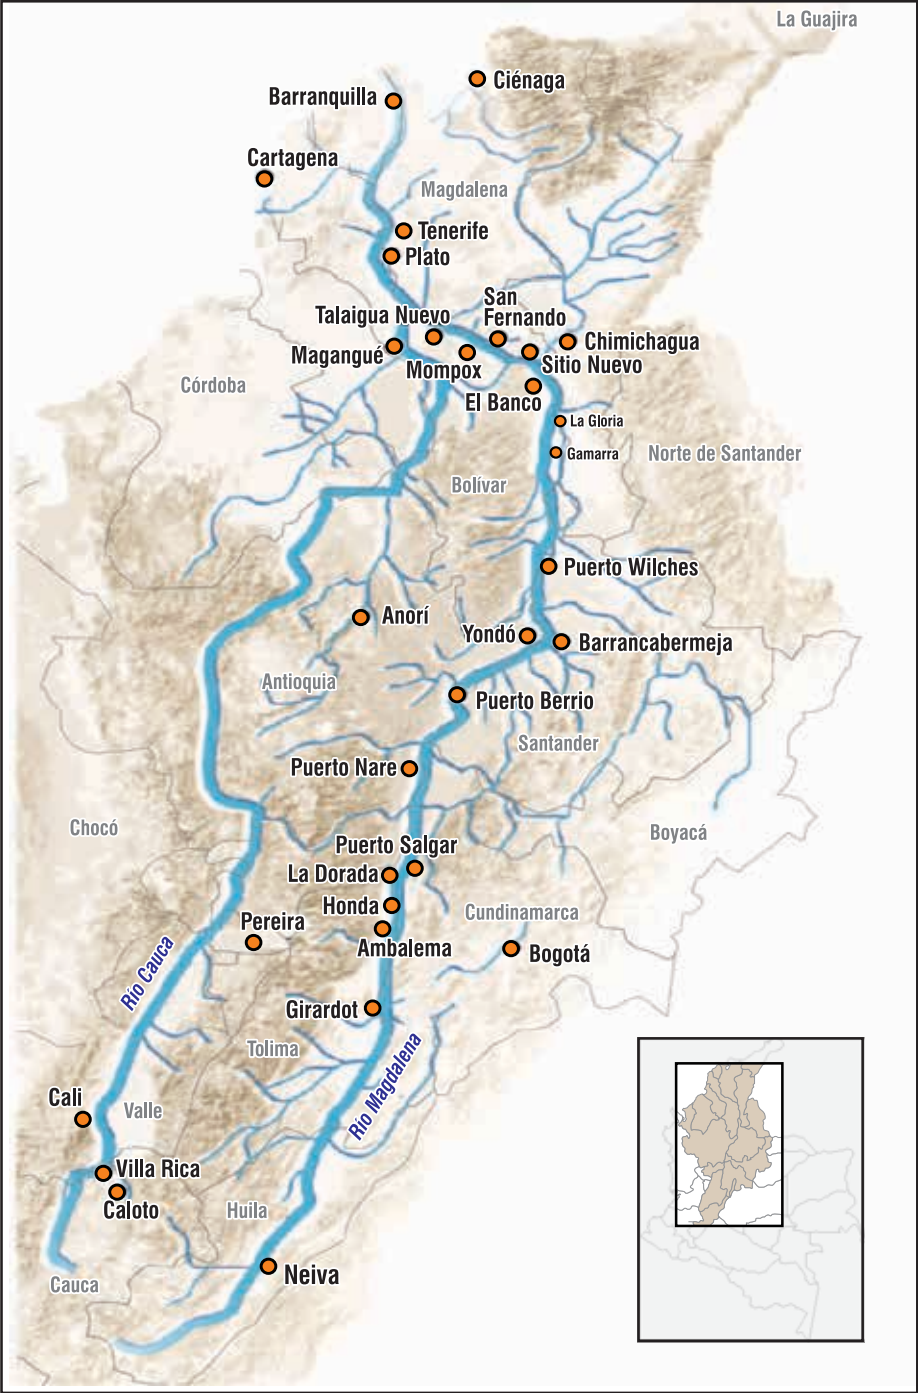 La Guajira
Ciénaga
Barranquilla
Cartagena
Magdalena
Tenerife
Plato
San
Fernando
Talaigua Nuevo
Chimichagua
Magangué
Sitio Nuevo
Mompox
Córdoba
El Banco
La Gloria
Gamarra
Norte de Santander
Bolívar
Puerto Wilches
Anorí
Yondó
Barrancabermeja
Antioquia
Puerto Berrio
Santander
Puerto Nare
Chocó
Boyacá
Puerto Salgar
La Dorada
Honda
Cundinamarca
Pereira
Ambalema
Bogotá
Río Cauca
Girardot
Tolima
Río Magdalena
Cali
Valle
Villa Rica
Caloto
Huila
Neiva
Cauca